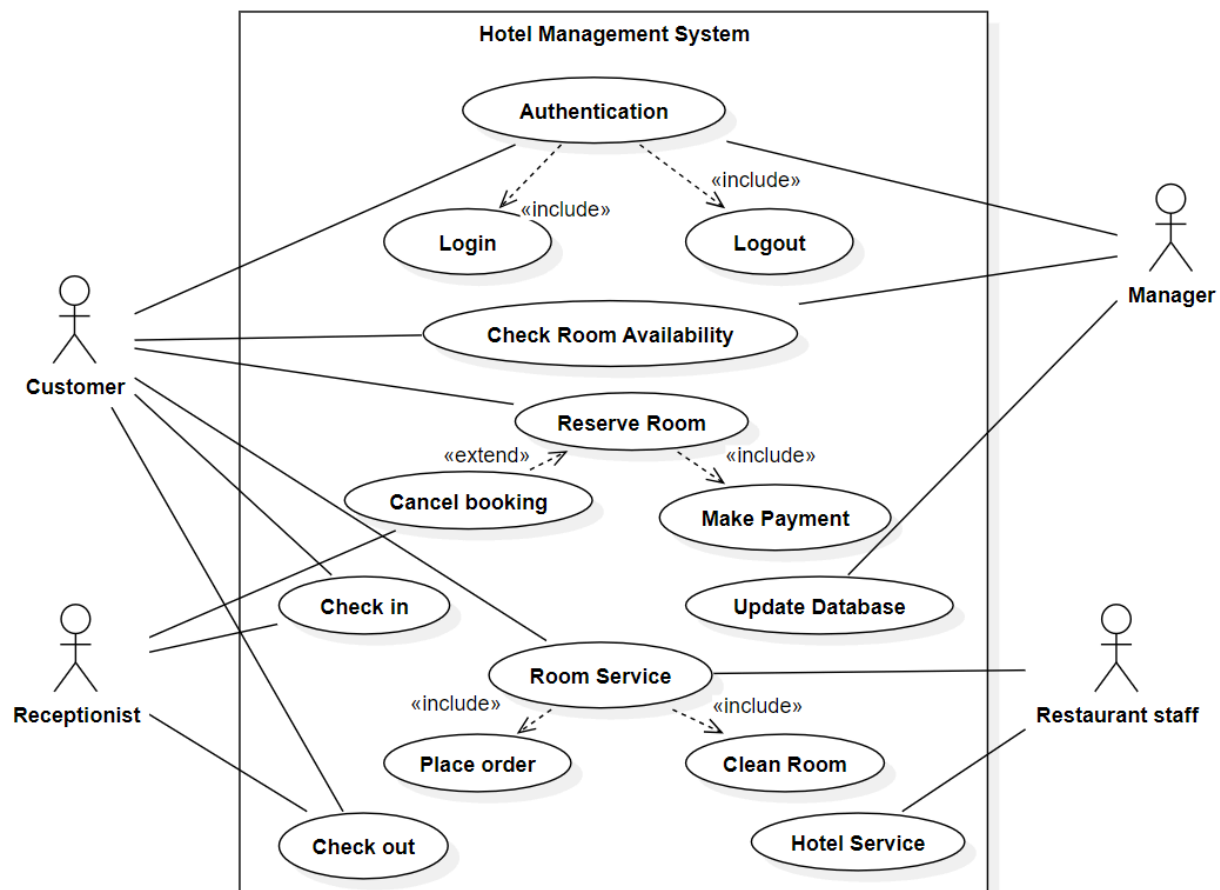 Hotel Management System
Authentication
«include»
«include»
Login
Logout
Manager
Check Room Availability
Customer
Reserve Room
«extend»
«include»
Cancel booking
Make Payment
Check in
Update Database
Room Service
«include»
«include»
Receptionist
Restaurant staff
Place order
Clean Room
Check out
Hotel Service